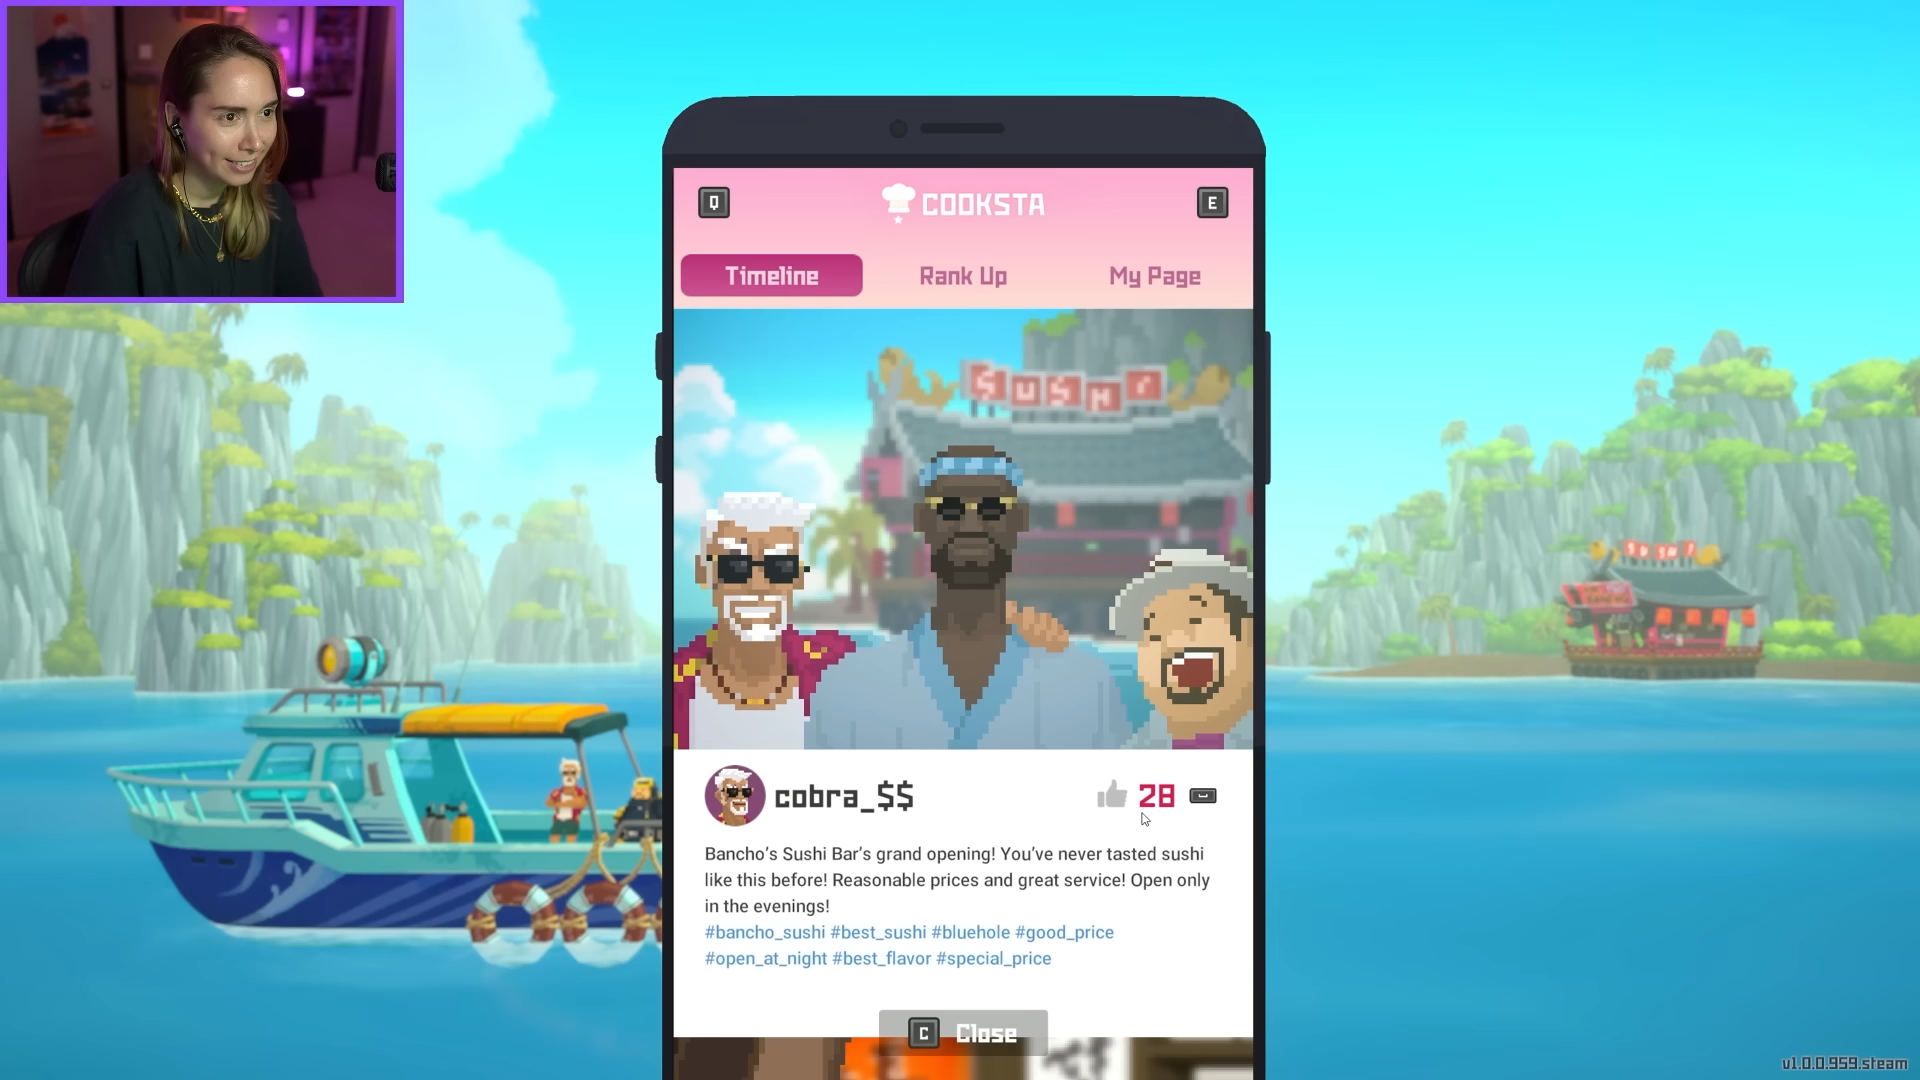 Q
COOKSTA
E
Timeline
Rank Up
My Page
SUSHI
cobra_$$
28
Bancho's Sushi Bar's grand opening! You've never tasted sushi
like this before! Reasonable prices and great service! Open only
in the evenings!
#bancho_sushi #best_sushi #bluehole #good_price
#open_at_night #best_flavor #special_price
C Close
SUSHI
v1.0.0.959.steam